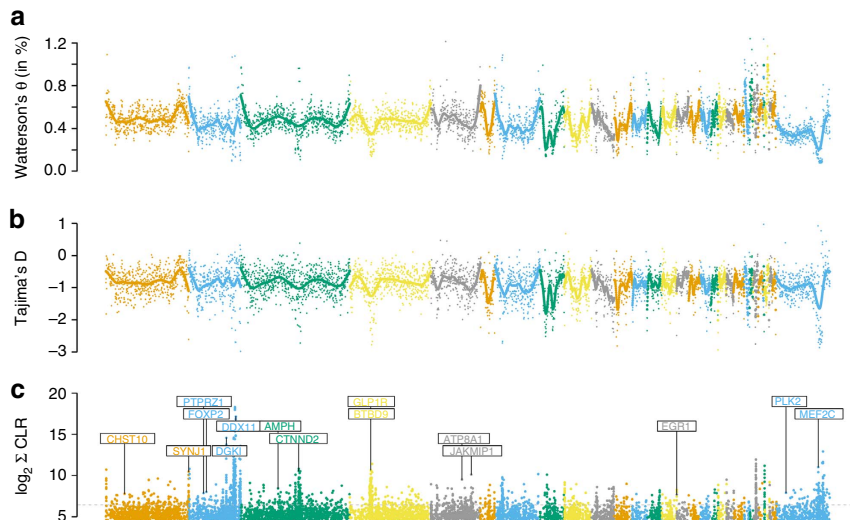 a
Watterson's θ (in %)
1.2
0.8
0.4
0.0
b
Tajima's D
1
0
−1
−2
−3
c
log2 Σ CLR
20
15
10
5
PTPRZ1
GLP1R
PLK2
FOXP2
BTBD9
MEF2C
DDX11
AMPH
EGR1
CHST10
CTNND2
ATP8A1
SYNJ1
DGKI
JAKMIP1